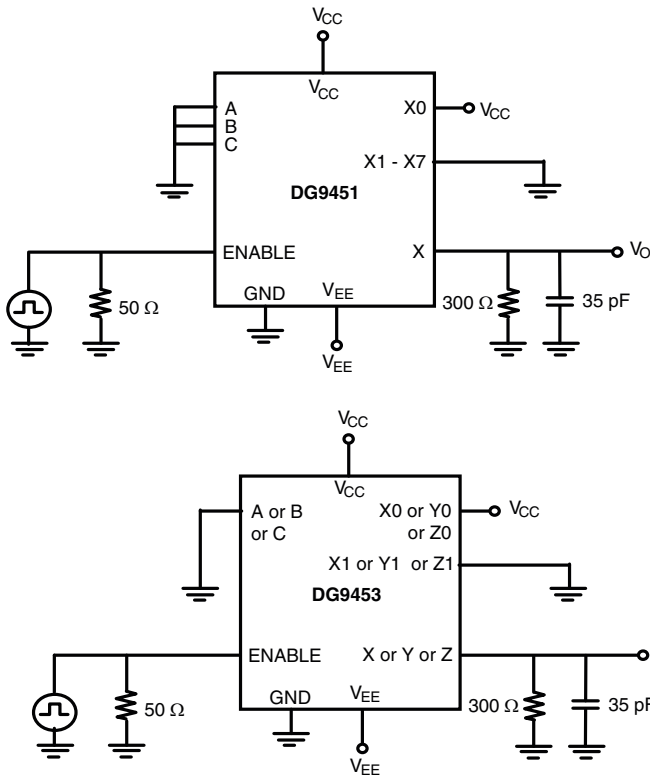 VCC
VCC
A
X0
VCC
B
C
X1 - X7
DG9451
ENABLE
X
VO
GND
VEE
50 Ω
300 Ω
35 pF
VEE
VCC
VCC
A or B
or C
X0 or Y0
or Z0
VCC
X1 or Y1 or Z1
DG9453
ENABLE
X or Y or Z
GND
VEE
50 Ω
300 Ω
35 pF
VEE